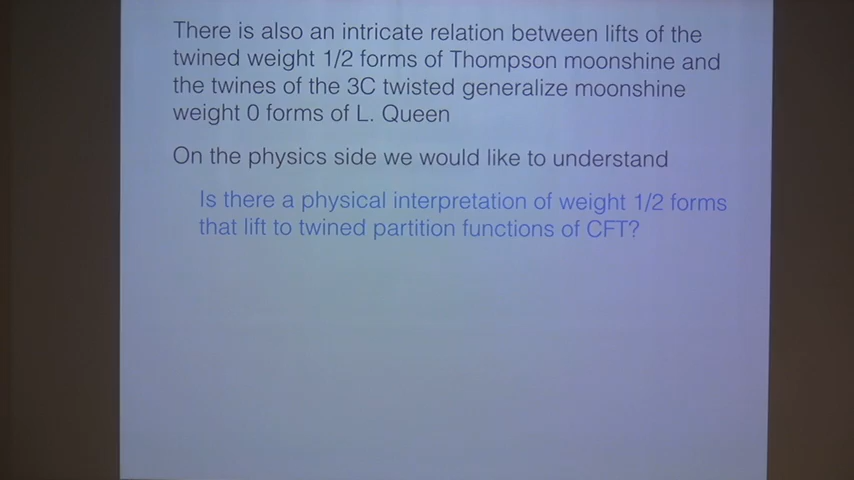 There is also an intricate relation between lifts of the
twined weight 1/2 forms of Thompson moonshine and
the twines of the 3C twisted generalize moonshine
weight 0 forms of L. Queen
On the physics side we would like to understand
Is there a physical interpretation of weight 1/2 forms
that lift to twined partition functions of CFT?